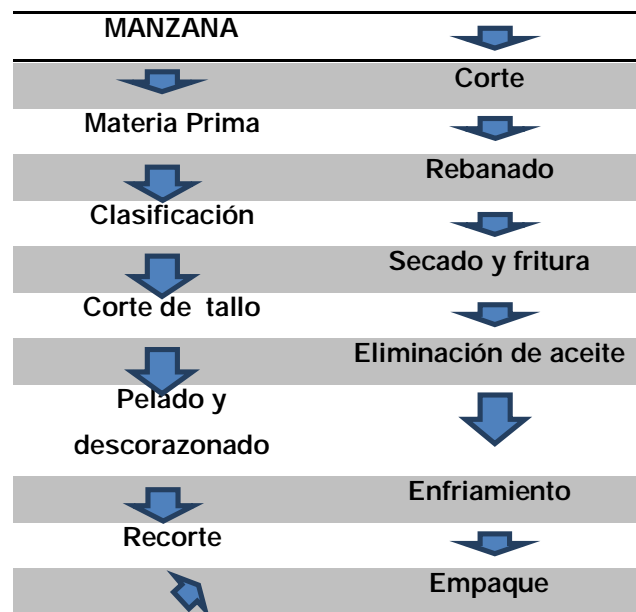 MANZANA
Materia Prima
Clasificación
Corte de tallo
Pelado y
descorazonado
Recorte
Corte
Rebanado
Secado y fritura
Eliminación de aceite
Enfriamiento
Empaque